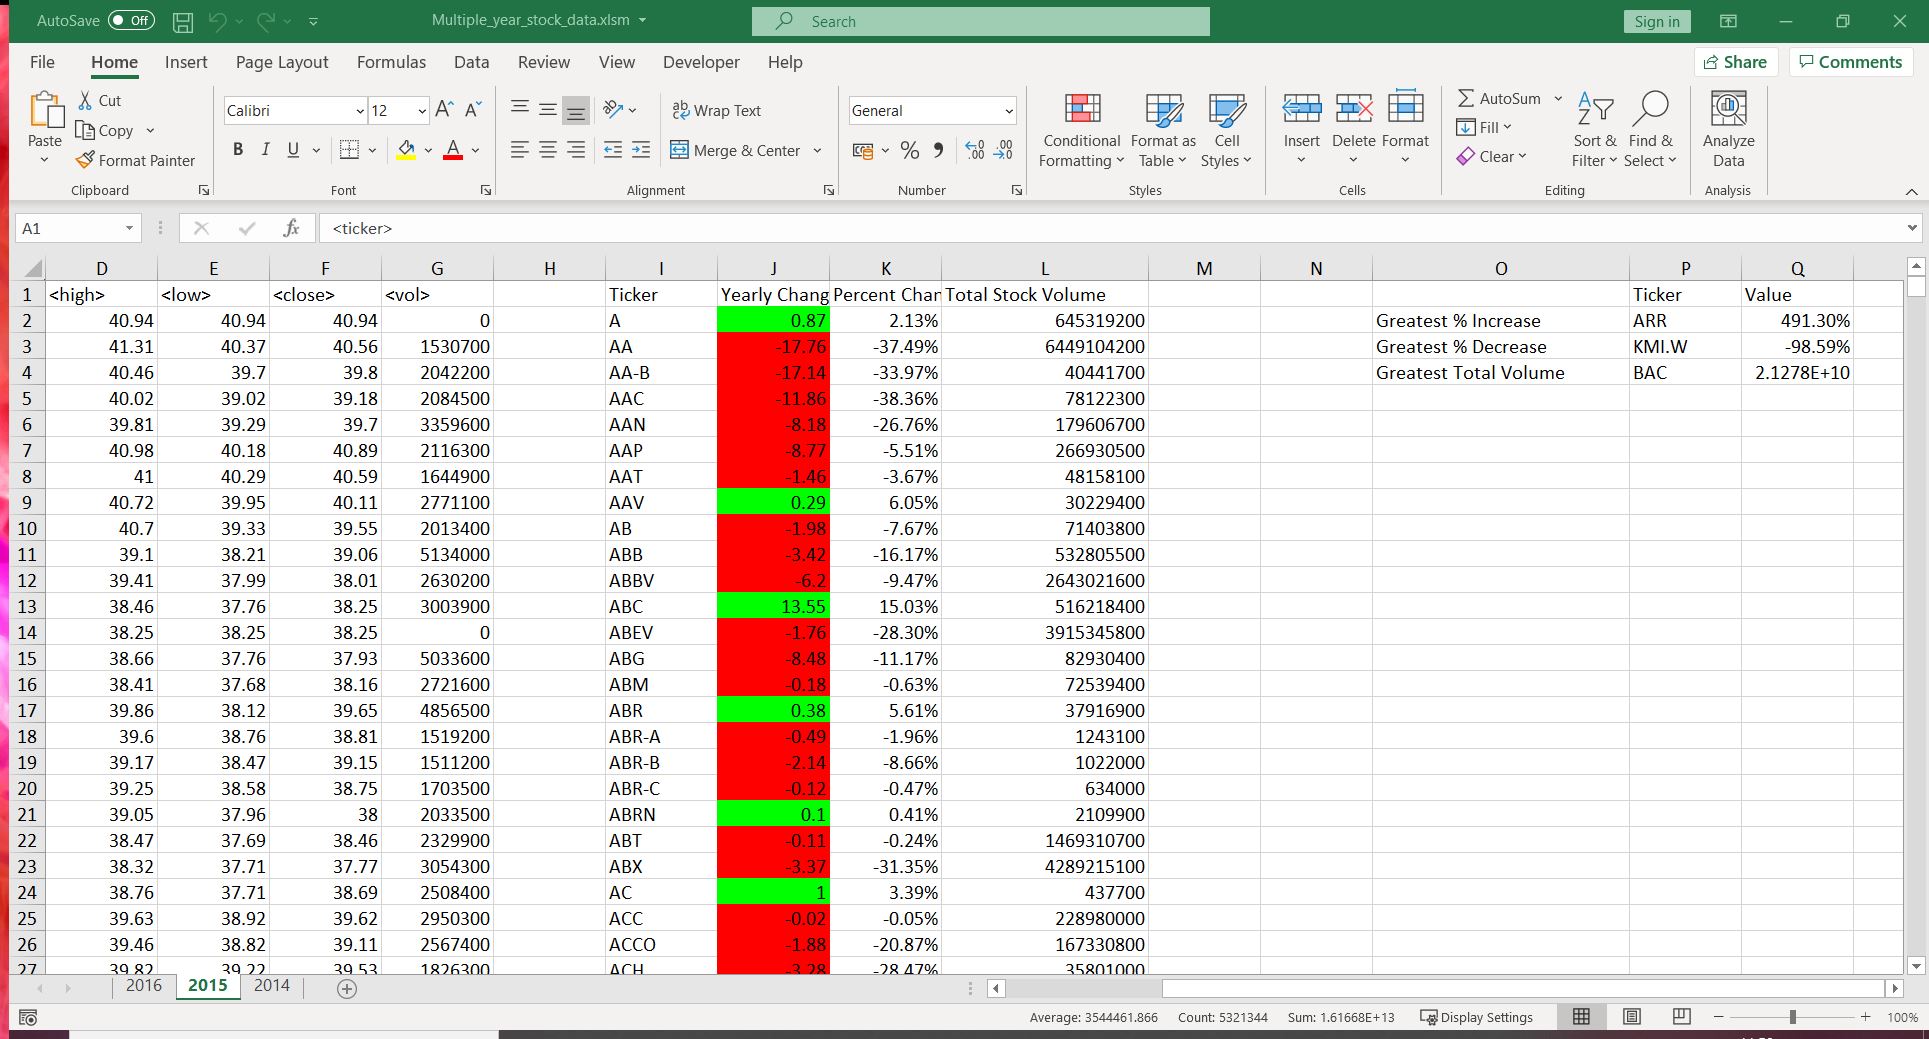 AutoSave Off Multiple_year_stock_data.xlsm Search Sign in
File Home Insert Page Layout Formulas Data Review View Developer Help Share Comments
Paste Cut Copy Format Painter
Clipboard
Calibri 12 A^ A˅
B I U A
Font
ab Wrap Text
Merge & Center
Alignment
General
% 9 .00 .00
Number
Conditional Formatting Format as Table Cell Styles
Styles
Insert Delete Format
Cells
AutoSum Fill Clear Sort & Filter Find & Select
Editing
Analyze Data
Analysis
A1 fx <ticker>
D E F G H I J K L M N O P Q
1 <high> <low> <close> <vol> Ticker Yearly Chang Percent Char Total Stock Volume Ticker Value
2 40.94 40.94 40.94 0 A 0.87 2.13% 645319200 Greatest % Increase ARR 491.30%
3 41.31 40.37 40.56 1530700 AA -17.76 -37.49% 6449104200 Greatest % Decrease KMI.W -98.59%
4 40.46 39.7 39.8 2042200 AA-B -17.14 -33.97% 40441700 Greatest Total Volume BAC 2.1278E+10
5 40.02 39.02 39.18 2084500 AAC -11.86 -38.36% 78122300
6 39.81 39.29 39.7 3359600 AAN -8.18 -26.76% 179606700
7 40.98 40.18 40.89 2116300 AAP -8.77 -5.51% 266930500
8 41 40.29 40.59 1644900 AAT -1.46 -3.67% 48158100
9 40.72 39.95 40.11 2771100 AAV 0.29 6.05% 30229400
10 40.7 39.33 39.55 2013400 AB -1.98 -7.67% 71403800
11 39.1 38.21 39.06 5134000 ABB -3.42 -16.17% 532805500
12 39.41 37.99 38.01 2630200 ABBV -6.2 -9.47% 2643021600
13 38.46 37.76 38.25 3003900 ABC 13.55 15.03% 516218400
14 38.25 38.25 38.25 0 ABEV -1.76 -28.30% 3915345800
15 38.66 37.76 37.93 5033600 ABG -8.48 -11.17% 82930400
16 38.41 37.68 38.16 2721600 ABM -0.18 -0.63% 72539400
17 39.86 38.12 39.65 4856500 ABR 0.38 5.61% 37916900
18 39.6 38.76 38.81 1519200 ABR-A -0.49 -1.96% 1243100
19 39.17 38.47 39.15 1511200 ABR-B -2.14 -8.66% 1022000
20 39.25 38.58 38.75 1703500 ABR-C -0.12 -0.47% 634000
21 39.05 37.96 38 2033500 ABRN 0.1 0.41% 2109900
22 38.47 37.69 38.46 2329900 ABT -0.11 -0.24% 1469310700
23 38.32 37.71 37.77 3054300 ABX -3.37 -31.35% 4289215100
24 38.76 37.71 38.69 2508400 AC 1 3.39% 437700
25 39.63 38.92 39.62 2950300 ACC -0.02 -0.05% 228980000
26 39.46 38.82 39.11 2567400 ACCO -1.88 -20.87% 167330800
27 39.82 39.22 39.53 1826300 ACH -3.28 -28.47% 35801000
2016 2015 2014
Average: 3544461.866 Count: 5321344 Sum: 1.61668E+13 Display Settings 100%